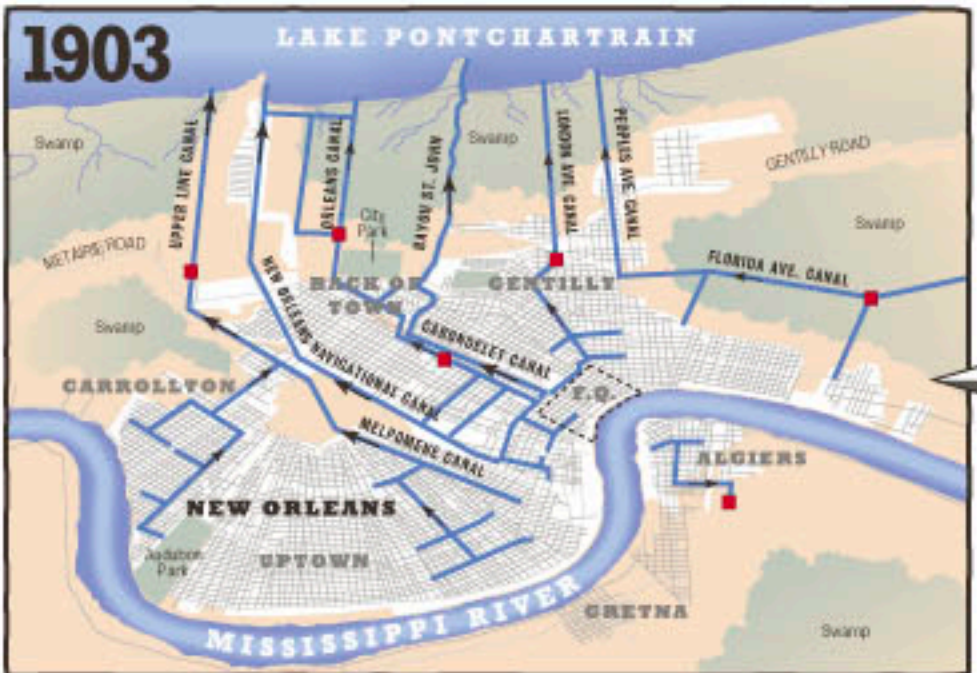 1903
LAKE PONTCHARTRAIN
Swamp
UPPER LINE CANAL
ORLEANS CANAL
City
Park
BAYOU ST. JOHN
Swamp
LONDON AVE. CANAL
PEOPLES AVE. CANAL
GENTILLY ROAD
Swamp
METAIRIE ROAD
NEW ORLEANS NAVIGATIONAL CANAL
BACK OF
TOWN
GENTILLY
FLORIDA AVE. CANAL
Swamp
CARONDELET CANAL
CARROLLTON
F.Q.
MELPOMENE CANAL
ALGIERS
NEW ORLEANS
Audubon
Park
UPTOWN
GRETNA
MISSISSIPPI RIVER
Swamp